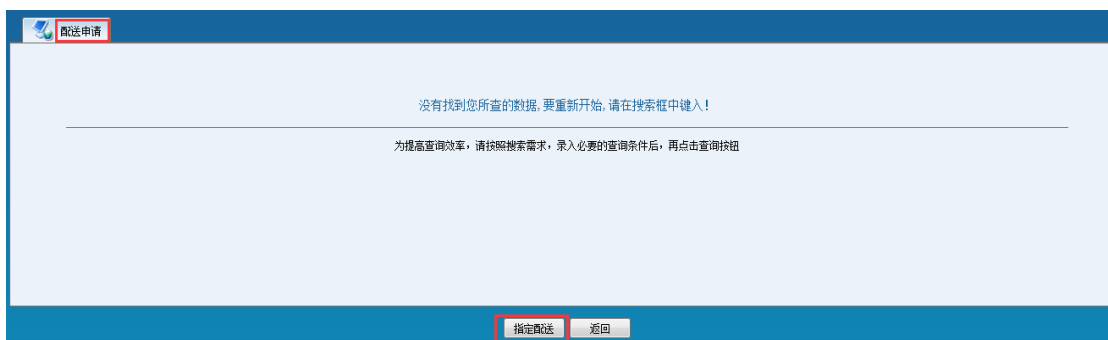 配送申请
没有找到您所查的数据,要重新开始,请在搜索框中键入!
为提高查询效率，请按照搜索需求，录入必要的查询条件后，再点击查询按钮
指定配送 返回